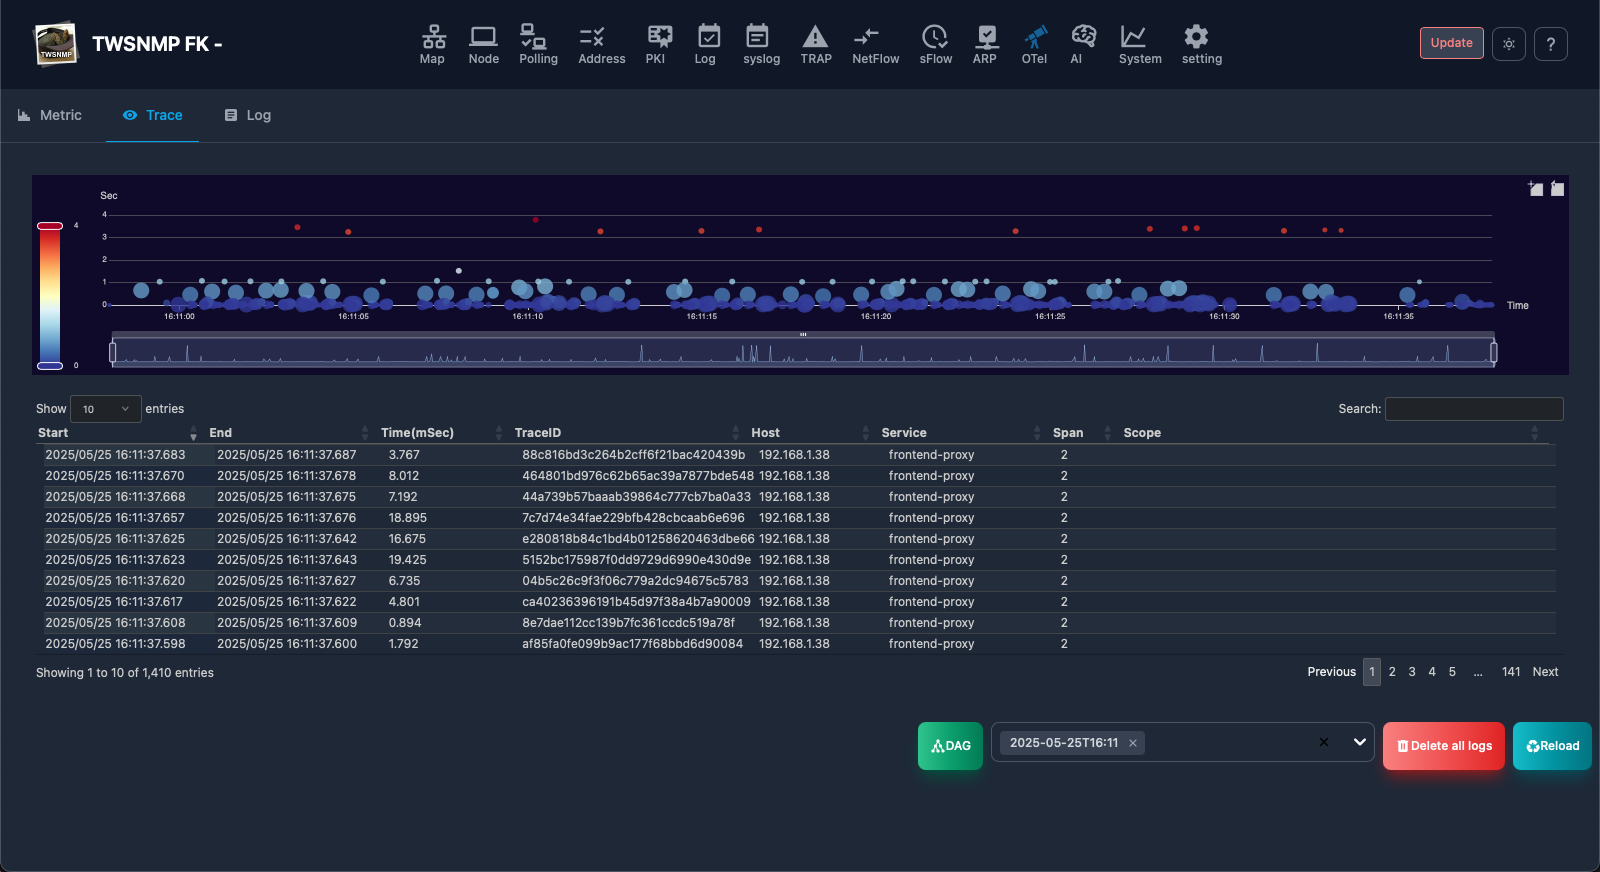 TWSNMP
TWSNMP FK -
Map Node Polling Address PKI Log syslog TRAP NetFlow sFlow ARP OTel AI System setting
Update
?
Metric Trace Log
Sec
4
3
2
1
0
4
0
16:11:00 16:11:05 16:11:10 16:11:15 16:11:20 16:11:25 16:11:30 16:11:35
Time
Show 10 entries
Search:
Start End Time(mSec) TraceID Host Service Span Scope
2025/05/25 16:11:37.683 2025/05/25 16:11:37.687 3.767 88c816bd3c264b2cff6f21bac420439b 192.168.1.38 frontend-proxy 2
2025/05/25 16:11:37.670 2025/05/25 16:11:37.678 8.012 464801bd976c62b65ac39a7877bde548 192.168.1.38 frontend-proxy 2
2025/05/25 16:11:37.668 2025/05/25 16:11:37.675 7.192 44a739b57baaab39864c777cb7ba0a33 192.168.1.38 frontend-proxy 2
2025/05/25 16:11:37.657 2025/05/25 16:11:37.676 18.895 7c7d74e34fae229bfb428cbcaab6e696 192.168.1.38 frontend-proxy 2
2025/05/25 16:11:37.625 2025/05/25 16:11:37.642 16.675 e280818b84c1bd4b01258620463dbe66 192.168.1.38 frontend-proxy 2
2025/05/25 16:11:37.623 2025/05/25 16:11:37.643 19.425 5152bc175987f0dd9729d6990e430d9e 192.168.1.38 frontend-proxy 2
2025/05/25 16:11:37.620 2025/05/25 16:11:37.627 6.735 04b5c26c9f3f06c779a2dc94675c5783 192.168.1.38 frontend-proxy 2
2025/05/25 16:11:37.617 2025/05/25 16:11:37.622 4.801 ca40236396191b45d97f38a4b7a90009 192.168.1.38 frontend-proxy 2
2025/05/25 16:11:37.608 2025/05/25 16:11:37.609 0.894 8e7dae112cc139b7fc361ccdc519a78f 192.168.1.38 frontend-proxy 2
2025/05/25 16:11:37.598 2025/05/25 16:11:37.600 1.792 af85fa0fe099b9ac177f68bbd6d90084 192.168.1.38 frontend-proxy 2
Showing 1 to 10 of 1,410 entries
Previous 1 2 3 4 5 ... 141 Next
DAG
2025-05-25T16:11
Delete all logs
Reload